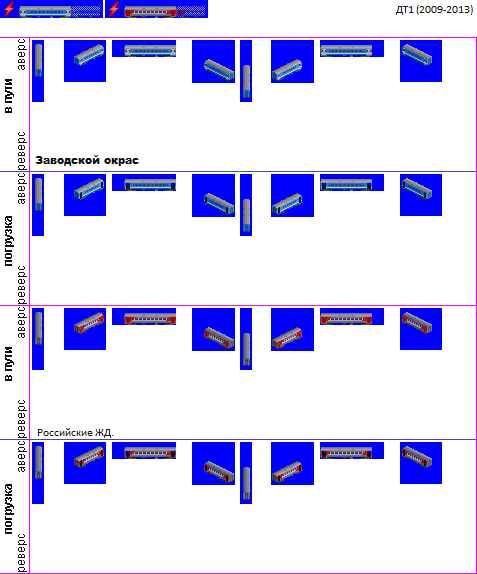 ДТ1 (2009-2013)
аверс
в пути
реверс
Заводской окрас
аверс
погрузка
реверс
аверс
в пути
реверс
Российские ЖД.
аверс
погрузка
реверс